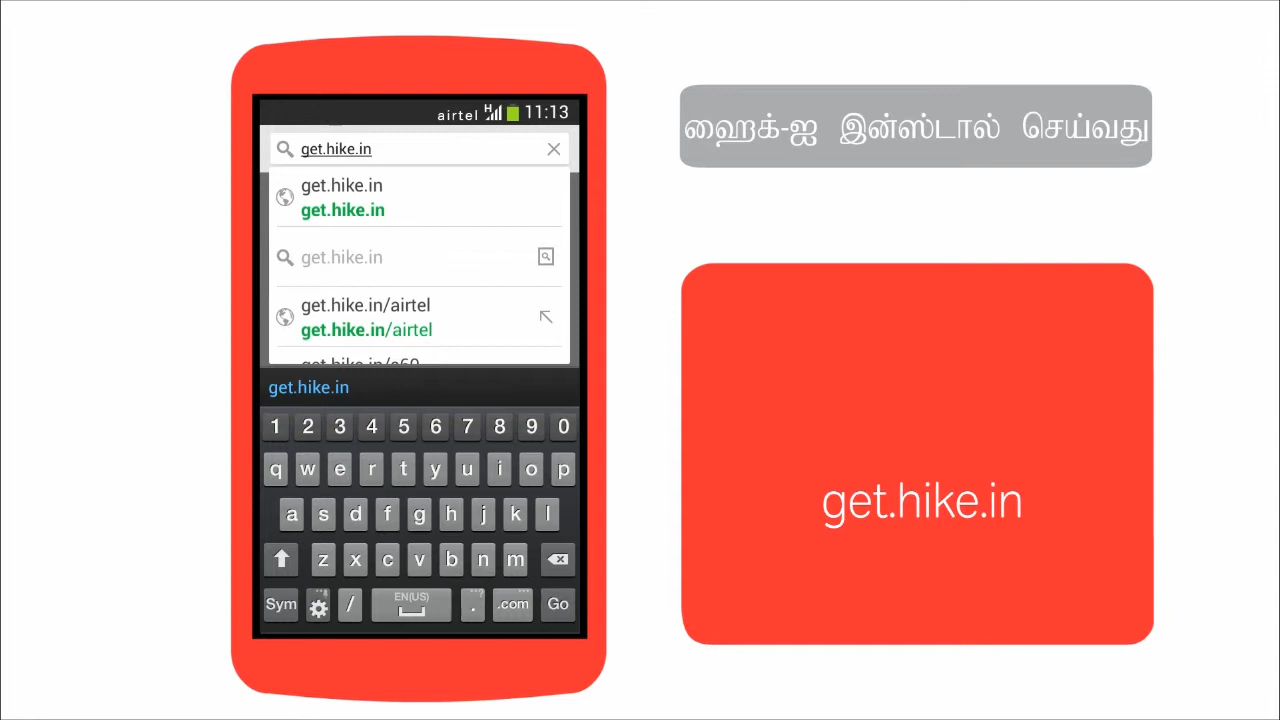 airtel H 11:13
get.hike.in
get.hike.in
get.hike.in
get.hike.in
get.hike.in/airtel
get.hike.in/airtel
get.hike.in
1 2 3 4 5 6 7 8 9 0
q w e r t y u i o p
a s d f g h j k l
z x c v b n m
Sym / EN(US) . .com Go
ஹைக்-ஐ இன்ஸ்டால் செய்வது
get.hike.in